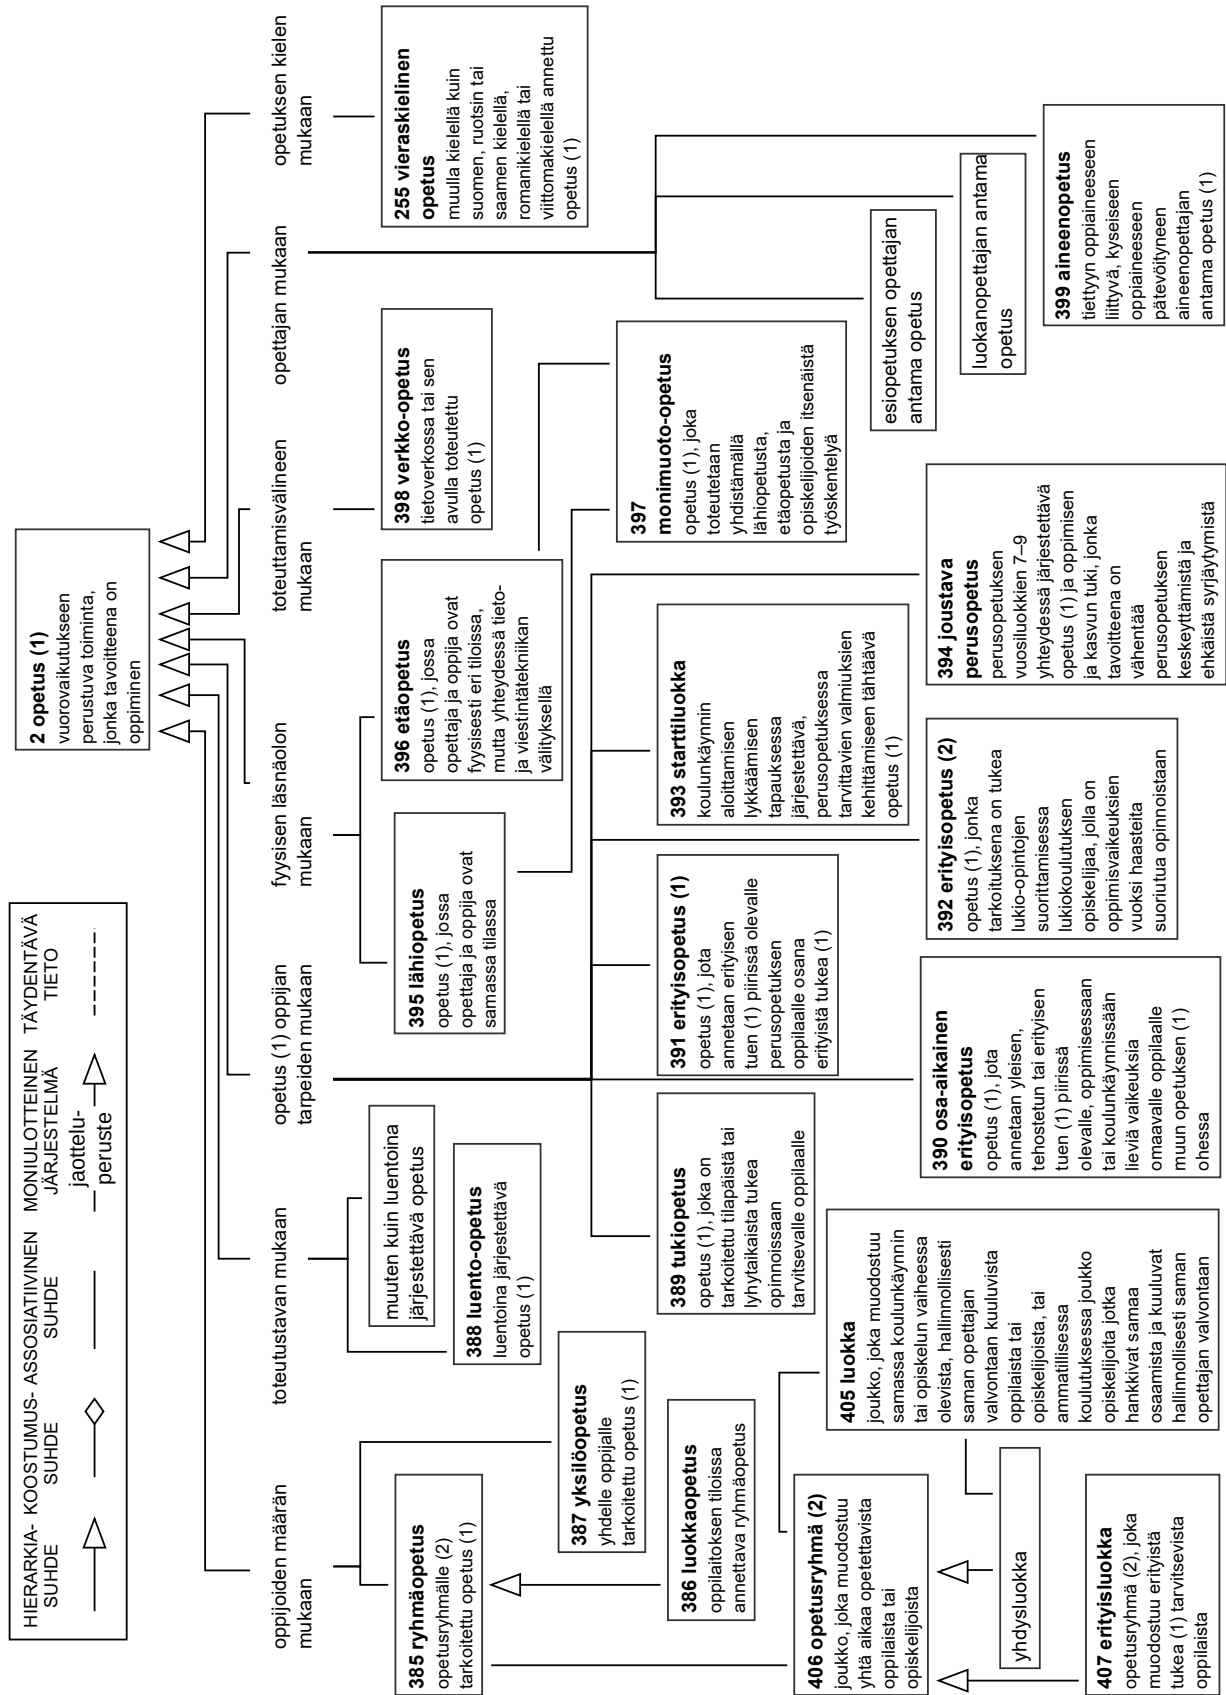 HIERARKIA-
SUHDE
KOOSTUMUS-
SUHDE
ASSOSIATIIVINEN
SUHDE
MONIULOTTEINEN
JÄRJESTELMÄ
jaottelu-
peruste
TÄYDENTÄVÄ
TIETO
2 opetus (1)
vuorovaikutukseen
perustuva toiminta,
jonka tavoitteena on
oppiminen
oppijoiden määrän
mukaan
toteutustavan mukaan
opetus (1) oppijan
tarpeiden mukaan
fyysisen läsnäolon
mukaan
toteuttamisvälineen
mukaan
opettajan mukaan
opetuksen kielen
mukaan
385 ryhmäopetus
opetusryhmälle (2)
tarkoitettu opetus (1)
387 yksilöopetus
yhdelle oppijalle
tarkoitettu opetus (1)
386 luokkaopetus
oppilaitoksen tiloissa
annettava ryhmäopetus
406 opetusryhmä (2)
joukko, joka muodostuu
yhtä aikaa opetettavista
oppilaista tai
opiskelijoista
405 luokka
joukko, joka muodostuu
samassa koulunkäynnin
tai opiskelun vaiheessa
olevista, hallinnollisesti
saman opettajan
valvontaan kuuluvista
oppilaista tai
opiskelijoista, tai
ammatillisessa
koulutuksessa joukko
opiskelijoita jotka
hankkivat samaa
osaamista ja kuuluvat
hallinnollisesti saman
opettajan valvontaan
yhdysluokka
407 erityisluokka
opetusryhmä (2), joka
muodostuu erityistä
tukea (1) tarvitsevista
oppilaista
muuten kuin luentoina
järjestettävä opetus
388 luento-opetus
luentoina järjestettävä
opetus (1)
389 tukiopetus
opetus (1), joka on
tarkoitettu tilapäistä tai
lyhytaikaista tukea
opinnoissaan
tarvitsevalle oppilaalle
390 osa-aikainen
erityisopetus
opetus (1), jota
annetaan yleisen,
tehostetun tai erityisen
tuen (1) piirissä
olevalle, oppimisessaan
tai koulunkäynnissään
lieviä vaikeuksia
omaavalle oppilaalle
muun opetuksen (1)
ohessa
391 erityisopetus (1)
opetus (1), jota
annetaan erityisen
tuen (1) piirissä olevalle
perusopetuksen
oppilaalle osana
erityistä tukea (1)
392 erityisopetus (2)
opetus (1), jonka
tarkoituksena on tukea
lukio-opintojen
suorittamisessa
lukiokoulutuksen
opiskelijaa, jolla on
oppimisvaikeuksien
vuoksi haasteita
suoriutua opinnoistaan
393 starttiluokka
koulunkäynnin
aloittamisen
lykkäämisen
tapauksessa
järjestettävä,
perusopetuksessa
tarvittavien valmiuksien
kehittämiseen tähtäävä
opetus (1)
394 joustava
perusopetus
perusopetuksen
vuosiluokkien 7–9
yhteydessä järjestettävä
opetus (1) ja oppimisen
ja kasvun tuki, jonka
tavoitteena on
vähentää
perusopetuksen
keskeyttämistä ja
ehkäistä syrjäytymistä
395 lähiopetus
opetus (1), jossa
opettaja ja oppija ovat
samassa tilassa
396 etäopetus
opetus (1), jossa
opettaja ja oppija ovat
fyysisesti eri tiloissa,
mutta yhteydessä tieto-
ja viestintätekniikan
välityksellä
397
monimuoto-opetus
opetus (1), joka
toteutetaan
yhdistämällä
lähiopetusta,
etäopetusta ja
opiskelijoiden itsenäistä
työskentelyä
398 verkko-opetus
tietoverkossa tai sen
avulla toteutettu
opetus (1)
esiopetuksen opettajan
antama opetus
luokanopettajan antama
opetus
399 aineenopetus
tiettyyn oppiaineeseen
liittyvä, kyseiseen
oppiaineeseen
pätevöityneen
aineenopettajan
antama opetus (1)
255 vieraskielinen
opetus
muulla kielellä kuin
suomen, ruotsin tai
saamen kielellä,
romanikielellä tai
viittomakielellä annettu
opetus (1)